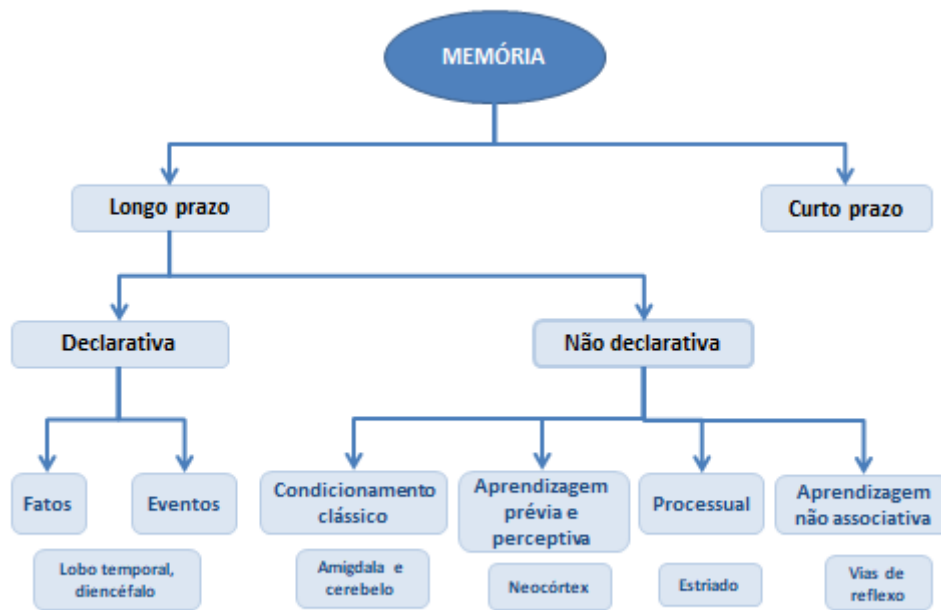 MEMÓRIA
Longo prazo
Curto prazo
Declarativa
Não declarativa
Fatos
Eventos
Condicionamento
clássico
Aprendizagem
prévia e
perceptiva
Processual
Aprendizagem
não associativa
Lobo temporal,
diencéfalo
Amigdala e
cerebelo
Neocórtex
Estriado
Vias de
reflexo